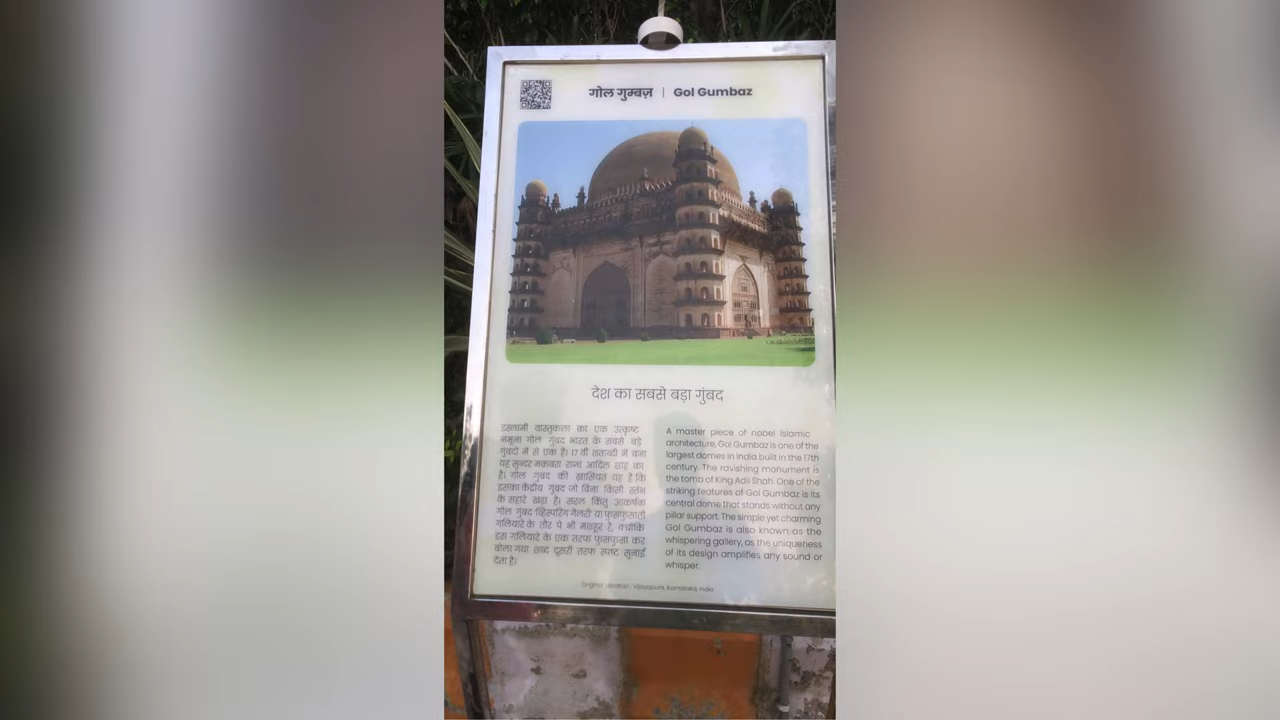 गोल गुम्बज़ | Gol Gumbaz
देश का सबसे बड़ा गुंबद
इस्लामी वास्तुकला का एक उत्कृष्ट
नमूना गोल गुंबद भारत के सबसे बड़े
गुंबदों में से एक है। 17 वीं शताब्दी में बना
यह सुन्दर मक़बरा राजा आदिल शाह का
है। गोल गुंबद की ख़ासियत यह है कि
इसका केंद्रीय गुंबद जो बिना किसी स्तंभ
के सहारे खड़ा है। सरल किंतु आकर्षक
गोल गुंबद 'व्हिस्परिंग गैलरी' या फुसफुसाती
गलियारे के तौर पे भी मशहूर है, क्योंकि
इस गलियारे के एक तरफ फुसफुसा कर
बोला गया शब्द दूसरी तरफ स्पष्ट सुनाई
देता है।
A master piece of nobel Islamic
architecture, Gol Gumbaz is one of the
largest domes in India built in the 17th
century. The ravishing monument is
the tomb of King Adil Shah. One of the
striking features of Gol Gumbaz is its
central dome that stands without any
pillar support. The simple yet charming
Gol Gumbaz is also known as the
whispering gallery, as the uniqueness
of its design amplifies any sound or
whisper.
Vijayapura, Karnataka, India